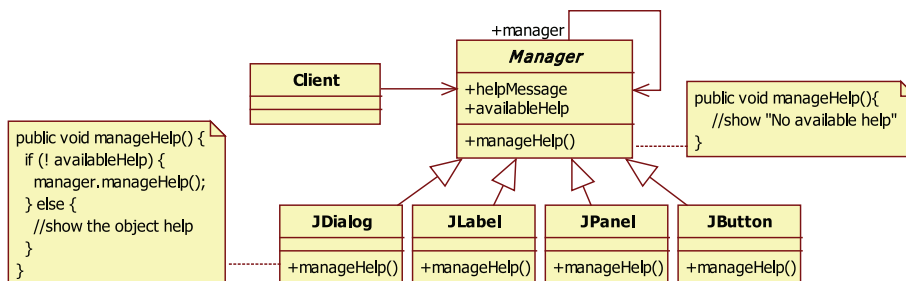 +manager
Manager
Client
+helpMessage
+availableHelp
+manageHelp()
public void manageHelp(){
//show "No available help"
}
public void manageHelp() {
if (! availableHelp) {
manager.manageHelp();
} else {
//show the object help
}
}
JDialog
+manageHelp()
JLabel
+manageHelp()
JPanel
+manageHelp()
JButton
+manageHelp()